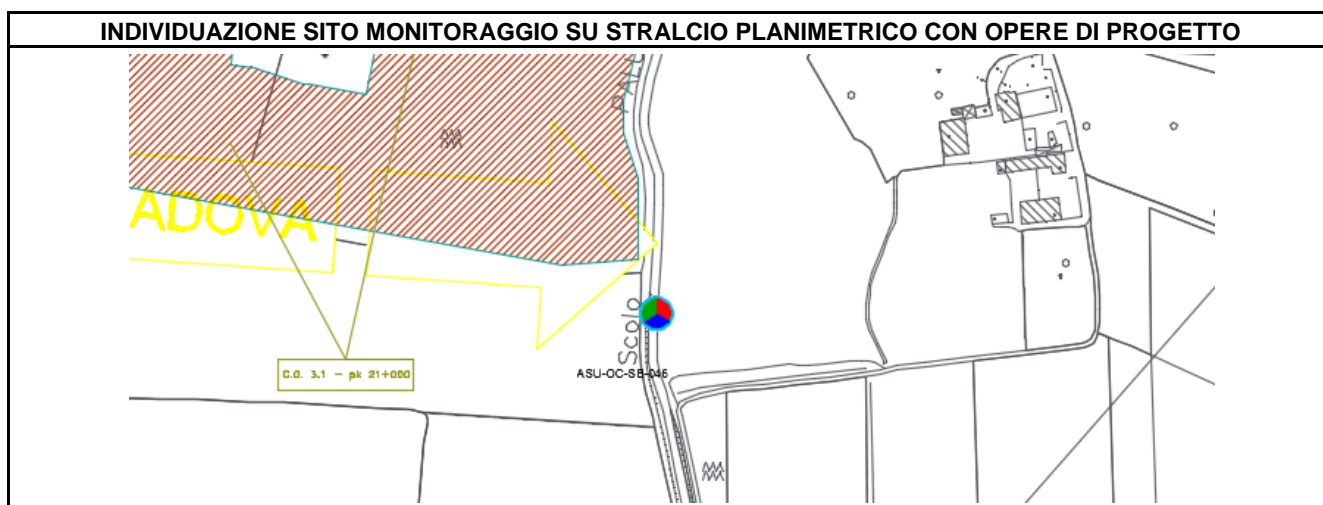 INDIVIDUAZIONE SITO MONITORAGGIO SU STRALCIO PLANIMETRICO CON OPERE DI PROGETTO
ADOVA
Scolo
C.O. 3.1 - pk 21+000
ASU-OC-SB-046